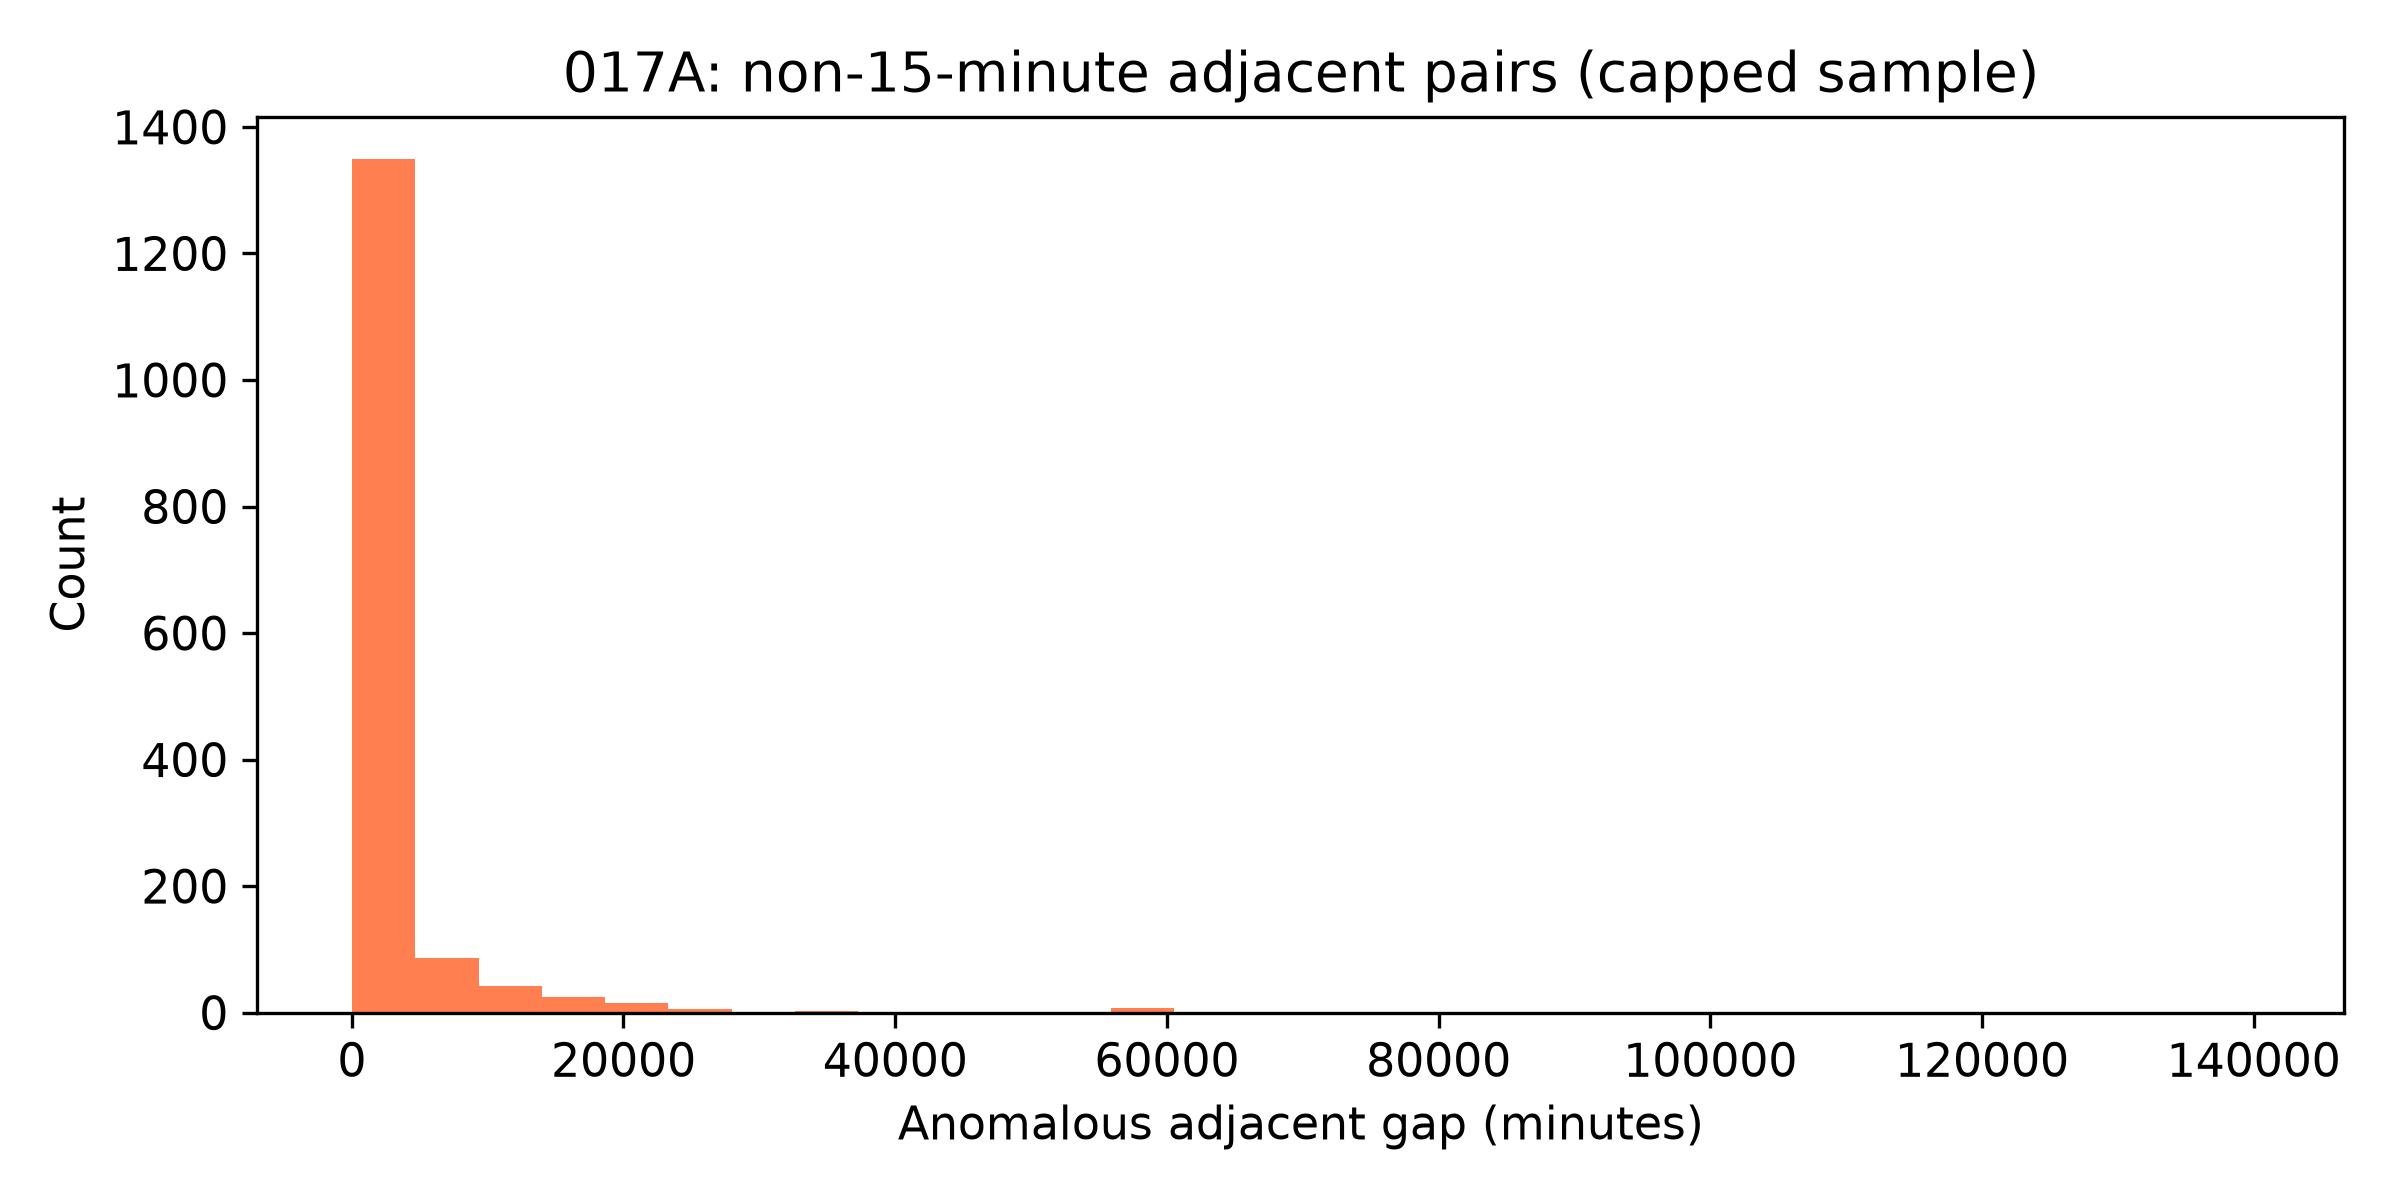 017A: non-15-minute adjacent pairs (capped sample)
1400
1200
1000
800
600
400
200
0
Count
0 20000 40000 60000 80000 100000 120000 140000
Anomalous adjacent gap (minutes)